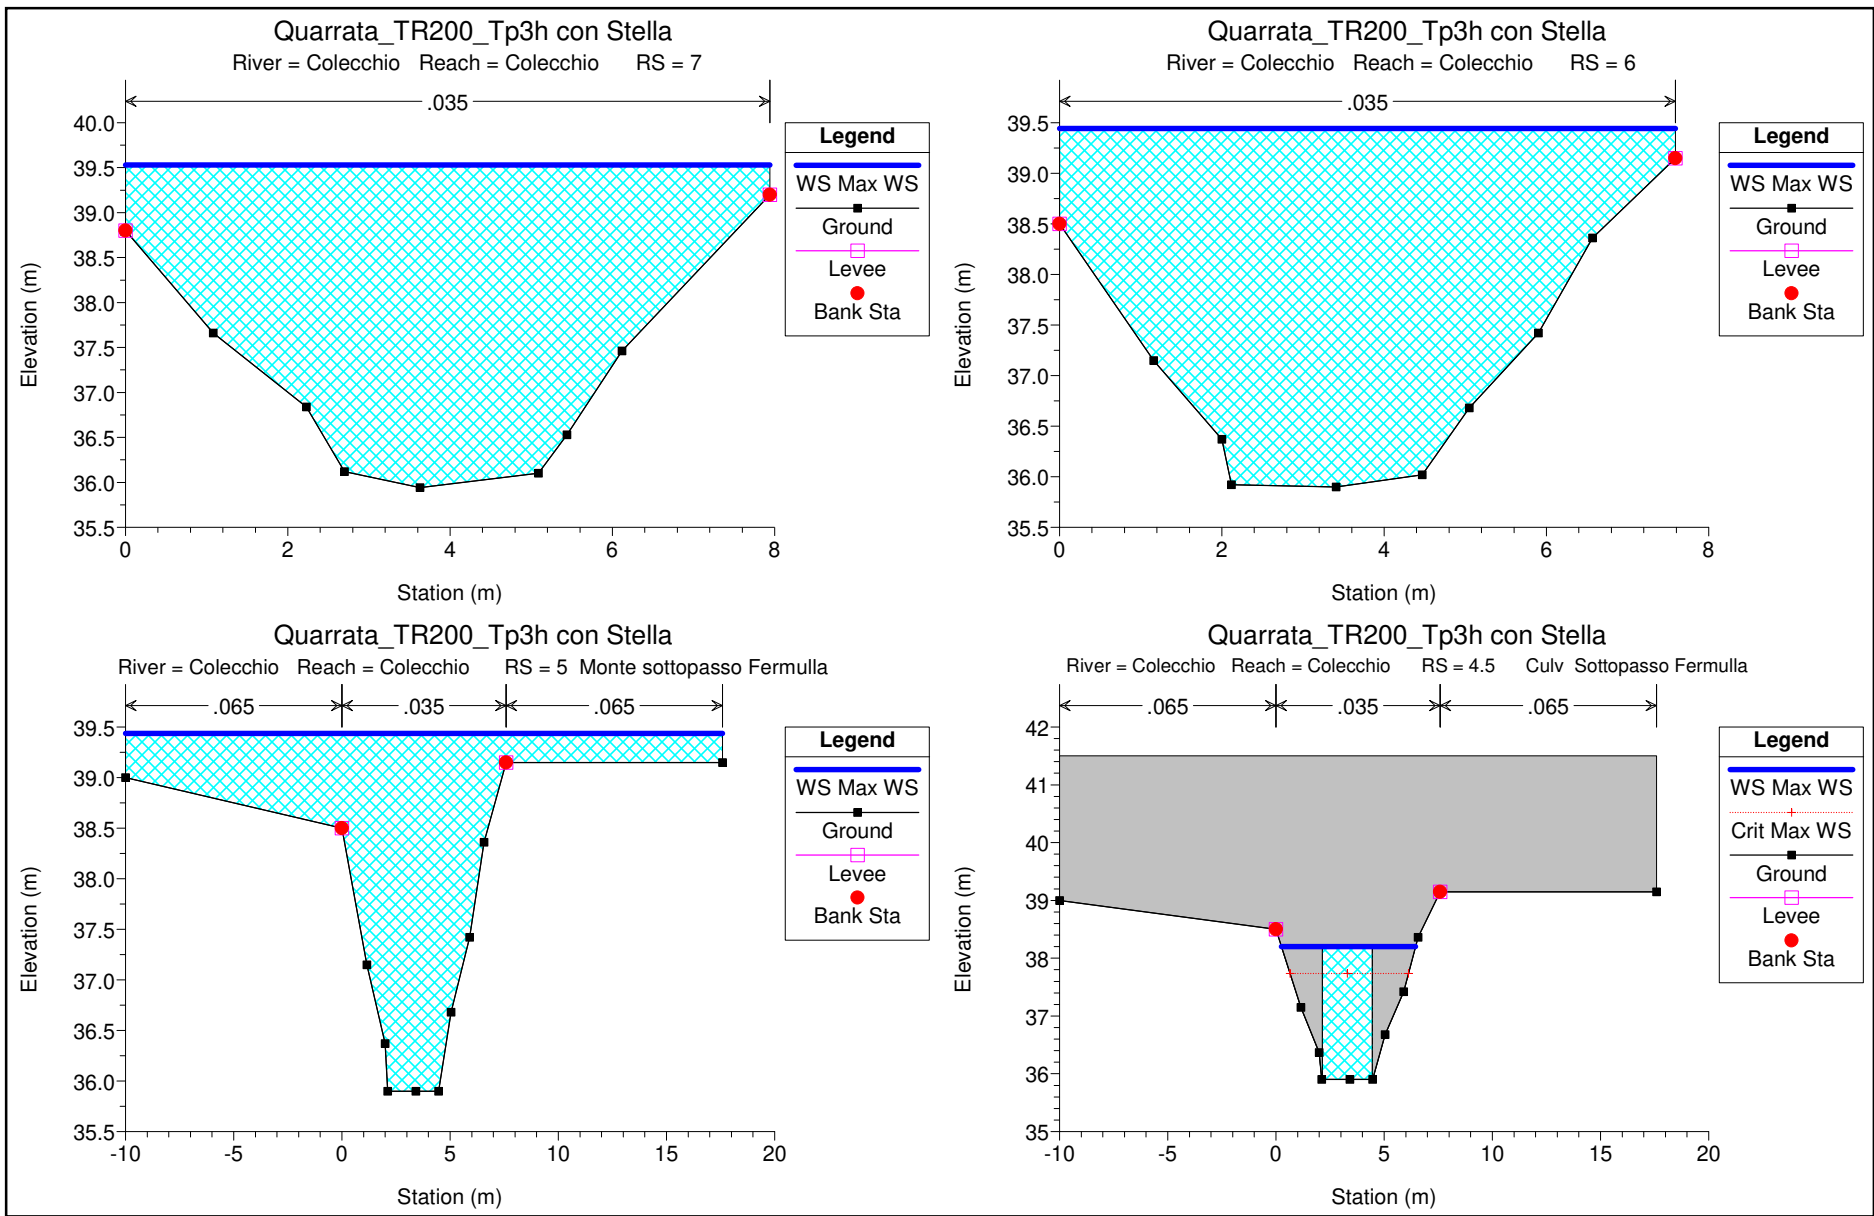 Quarrata_TR200_Tp3h con Stella
River = Colecchio Reach = Colecchio RS = 7
.035
40.0
39.5
39.0
38.5
38.0
37.5
37.0
36.5
36.0
35.5
0 2 4 6 8
Elevation (m)
Station (m)
Legend
WS Max WS
Ground
Levee
Bank Sta
Quarrata_TR200_Tp3h con Stella
River = Colecchio Reach = Colecchio RS = 6
.035
39.5
39.0
38.5
38.0
37.5
37.0
36.5
36.0
35.5
0 2 4 6 8
Elevation (m)
Station (m)
Legend
WS Max WS
Ground
Levee
Bank Sta
Quarrata_TR200_Tp3h con Stella
River = Colecchio Reach = Colecchio RS = 5 Monte sottopasso Fermulla
.065 .035 .065
39.5
39.0
38.5
38.0
37.5
37.0
36.5
36.0
35.5
-10 -5 0 5 10 15 20
Elevation (m)
Station (m)
Legend
WS Max WS
Ground
Levee
Bank Sta
Quarrata_TR200_Tp3h con Stella
River = Colecchio Reach = Colecchio RS = 4.5 Culv Sottopasso Fermulla
.065 .035 .065
42
41
40
39
38
37
36
35
-10 -5 0 5 10 15 20
Elevation (m)
Station (m)
Legend
WS Max WS
Crit Max WS
Ground
Levee
Bank Sta